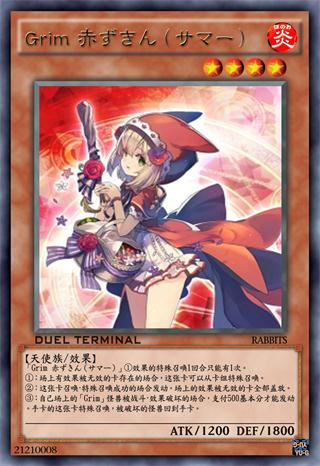 Grim 赤ずきん（サマー）
ほのお
炎
DUEL TERMINAL
RABBITS
【天使族/效果】
「Grim 赤ずきん（サマー）」①效果的特殊召唤1回合只能有1次。
①:场上有效果被无效的卡存在的场合，这张卡可以从卡组特殊召唤。
②:这张卡召唤·特殊召唤成功的场合发动。场上的效果被无效的卡全部盖放。
③:自己场上的「Grim」怪兽被战斗·效果破坏的场合，支付500基本分才能发动。
手卡的这张卡特殊召唤，被破坏的怪兽回到手卡。
ATK/1200 DEF/1800
21210008